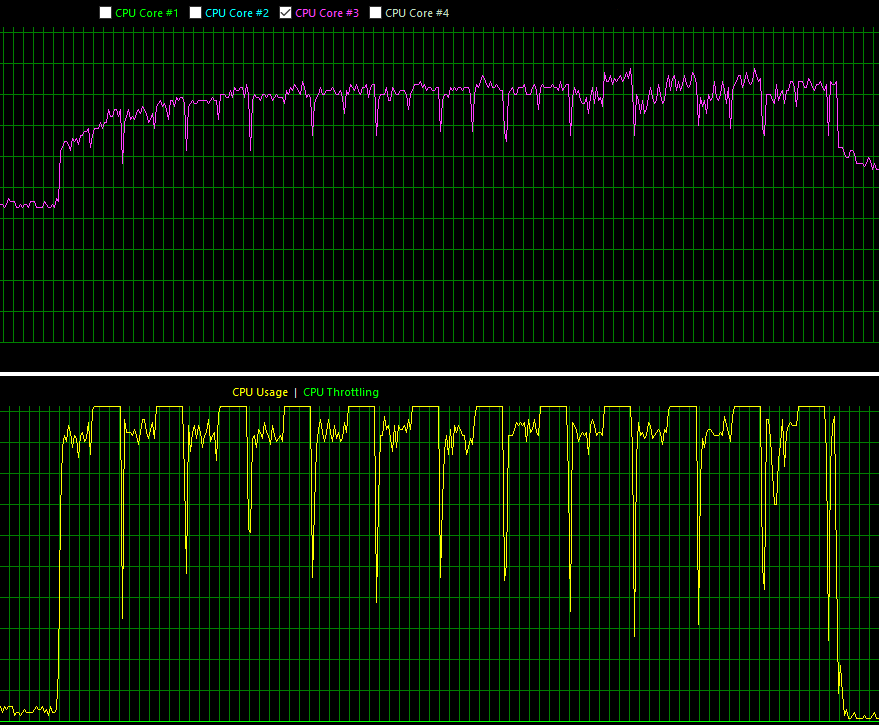 CPU Core #1 CPU Core #2 CPU Core #3 CPU Core #4
CPU Usage | CPU Throttling